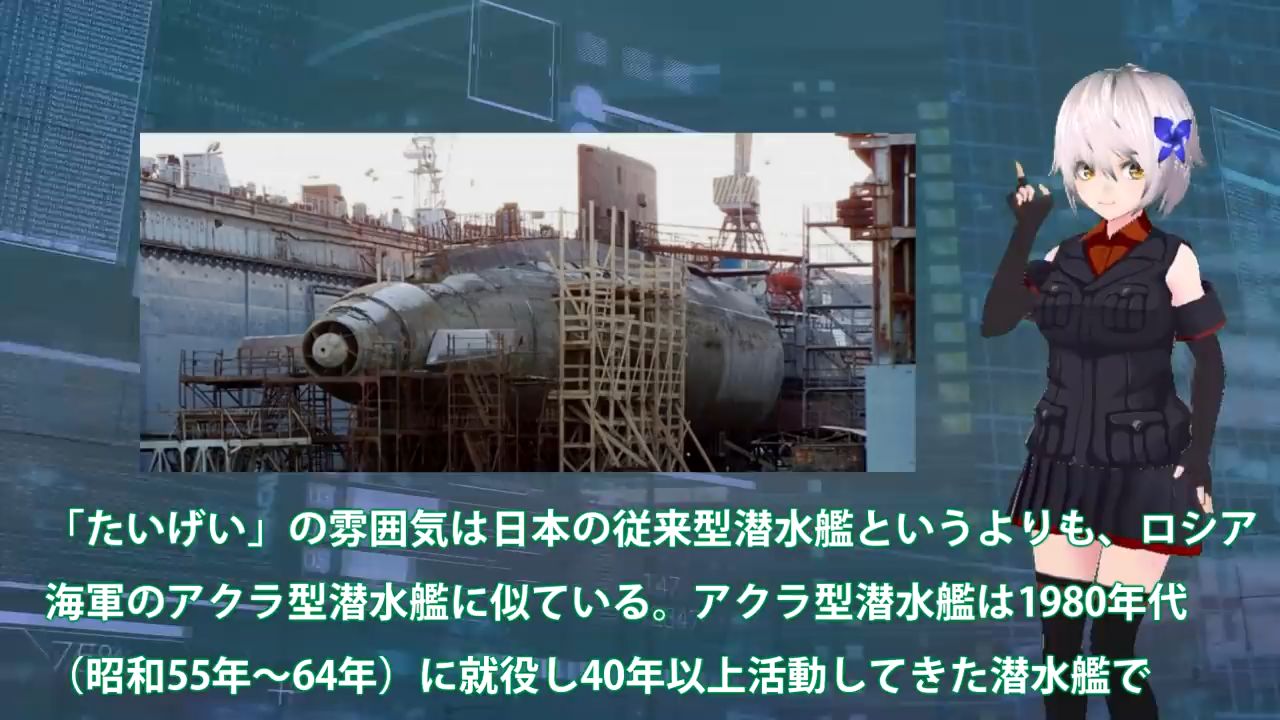 「たいげい」の雰囲気は日本の従来型潜水艦というよりも、ロシア
海軍のアクラ型潜水艦に似ている。アクラ型潜水艦は1980年代
（昭和55年～64年）に就役し40年以上活動してきた潜水艦で